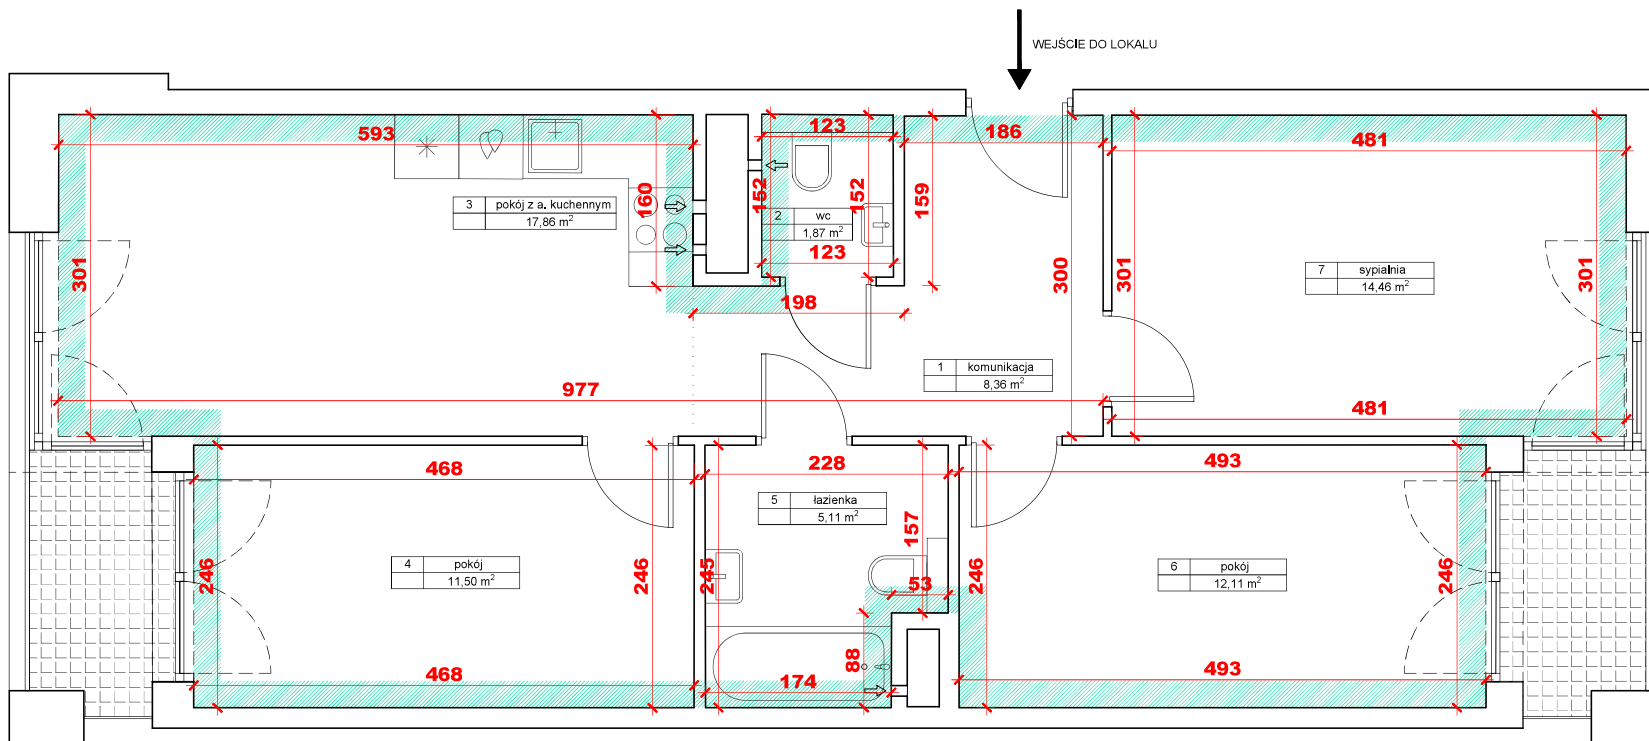 WEJŚCIE DO LOKALU
593
123
186
481
160
152
152
159
3 pokój z a. kuchennym
17,86 m²
2 wc
1,87 m²
123
301
300
301
301
7 sypialnia
14,46 m²
198
1 komunikacja
8,36 m²
977
481
468
228
493
5 łazienka
5,11 m²
157
4 pokój
11,50 m²
246
246
245
53
246
6 pokój
12,11 m²
246
88
468
174
493